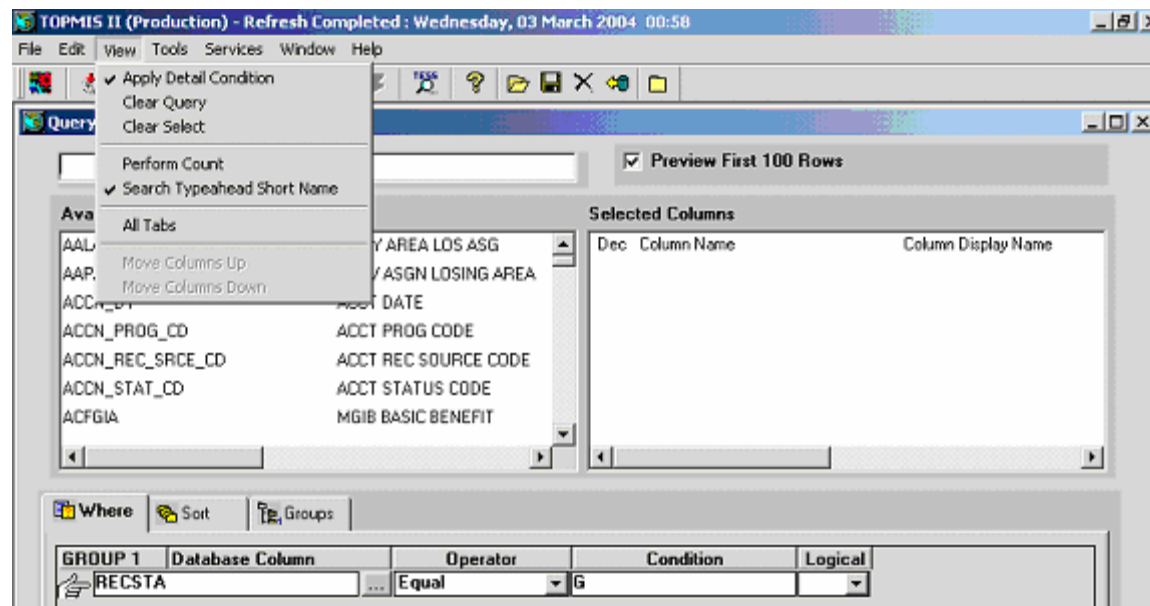 TOPMIS II (Production) - Refresh Completed : Wednesday, 03 March 2004 00:58
File Edit View Tools Services Window Help
Apply Detail Condition
Clear Query
Clear Select
Perform Count
Search Typeahead Short Name
All Tabs
Move Columns Up
Move Columns Down
TESS
Query
Preview First 100 Rows
Selected Columns
Dec Column Name Column Display Name
AREA LOS ASG
ASGN LOSING AREA
DATE
ACCN_PROG_CD ACCT PROG CODE
ACCN_REC_SRCE_CD ACCT REC SOURCE CODE
ACCN_STAT_CD ACCT STATUS CODE
ACFGIA MGIB BASIC BENEFIT
Where Sort Groups
GROUP 1 Database Column Operator Condition Logical
RECSTA ... Equal G